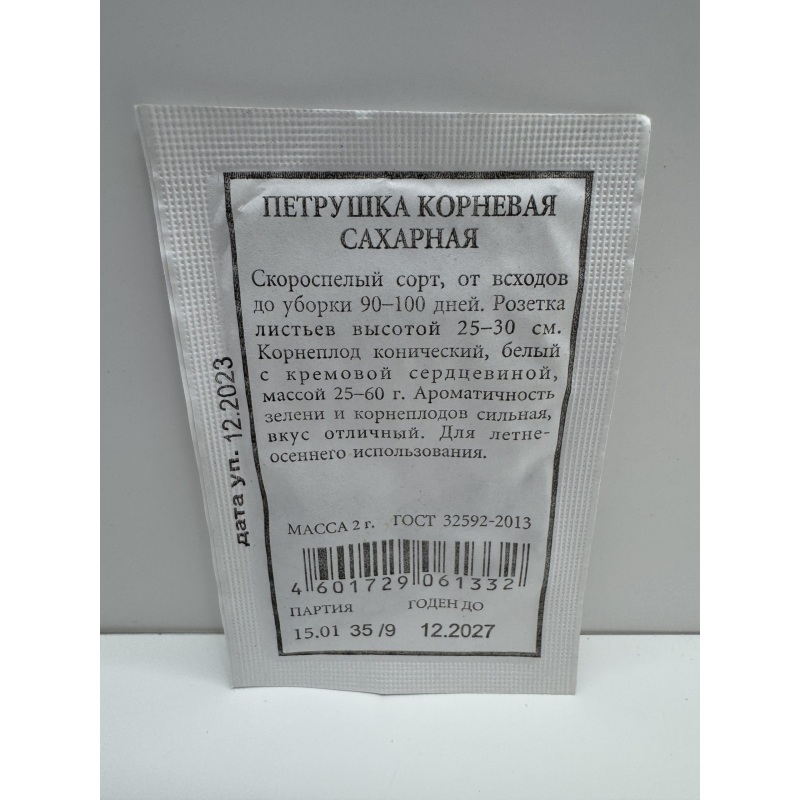 ПЕТРУШКА КОРНЕВАЯ
САХАРНАЯ
Скороспелый сорт, от всходов
до уборки 90–100 дней. Розетка
листьев высотой 25–30 см.
Корнеплод конический, белый
с кремовой сердцевиной,
массой 25–60 г. Ароматичность
зелени и корнеплодов сильная,
вкус отличный. Для летне-
осеннего использования.
МАССА 2 г. ГОСТ 32592-2013
4 601729 061332
ПАРТИЯ ГОДЕН ДО
15.01 35 /9 12.2027
дата уп. 12.2023